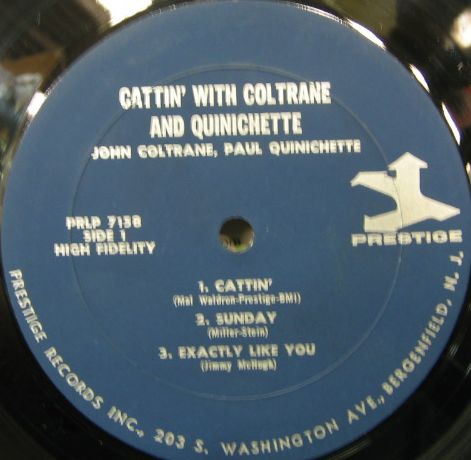 CATTIN' WITH COLTRANE
AND QUINICHETTE
JOHN COLTRANE, PAUL QUINICHETTE
PRLP 7158
SIDE 1
HIGH FIDELITY
PRESTIGE
1. CATTIN'
(Mal Waldron-Prestige-BMI)
2. SUNDAY
(Miller-Stein)
3. EXACTLY LIKE YOU
(Jimmy McHugh)
PRESTIGE RECORDS INC., 203 S. WASHINGTON AVE., BERGENFIELD, N. J.